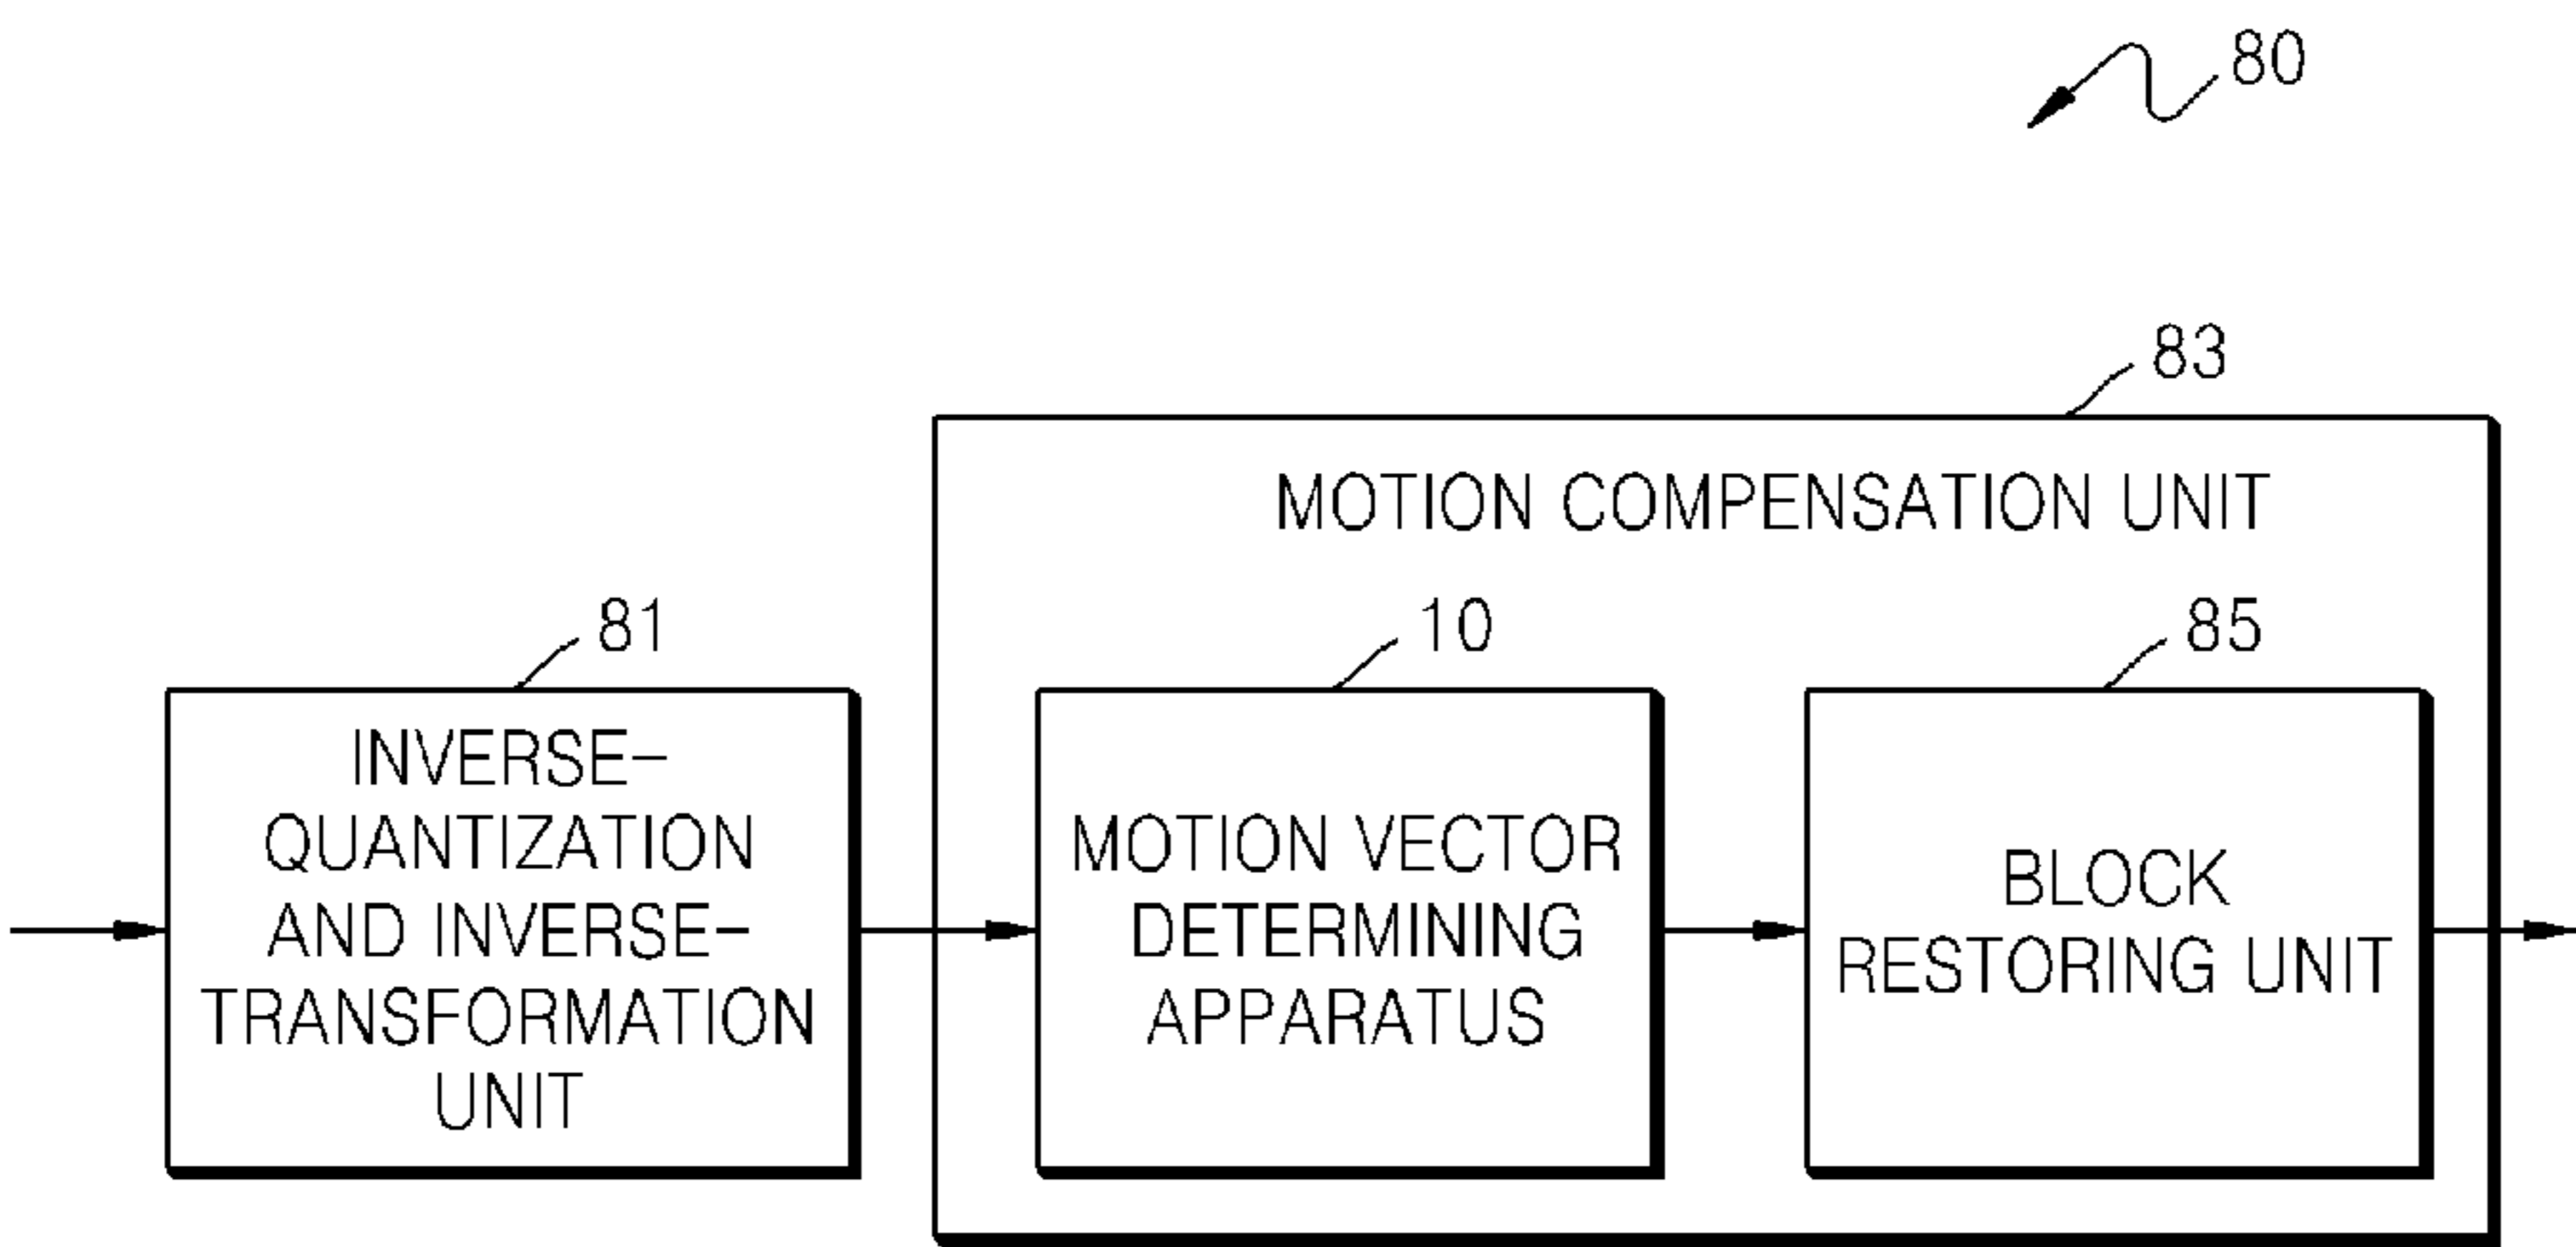 80
83
MOTION COMPENSATION UNIT
81
INVERSE-
QUANTIZATION
AND INVERSE-
TRANSFORMATION
UNIT
10
MOTION VECTOR
DETERMINING
APPARATUS
85
BLOCK
RESTORING UNIT